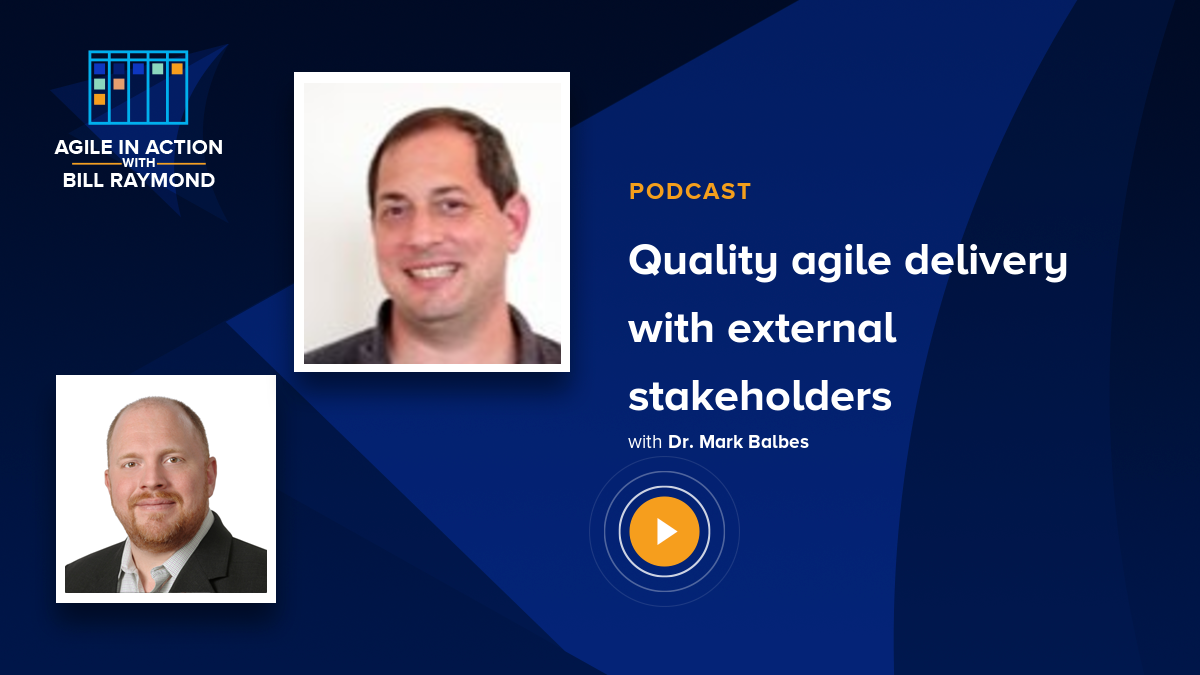 AGILE IN ACTION
WITH
BILL RAYMOND
PODCAST
Quality agile delivery
with external
stakeholders
with Dr. Mark Balbes